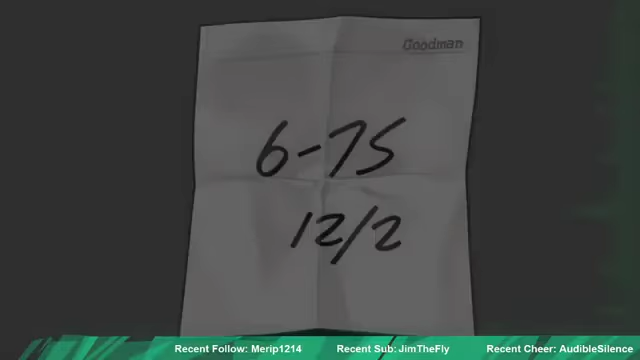 Goodman
6-75
12/2
Recent Follow: Merip1214 Recent Sub: JimTheFly Recent Cheer: AudibleSilence